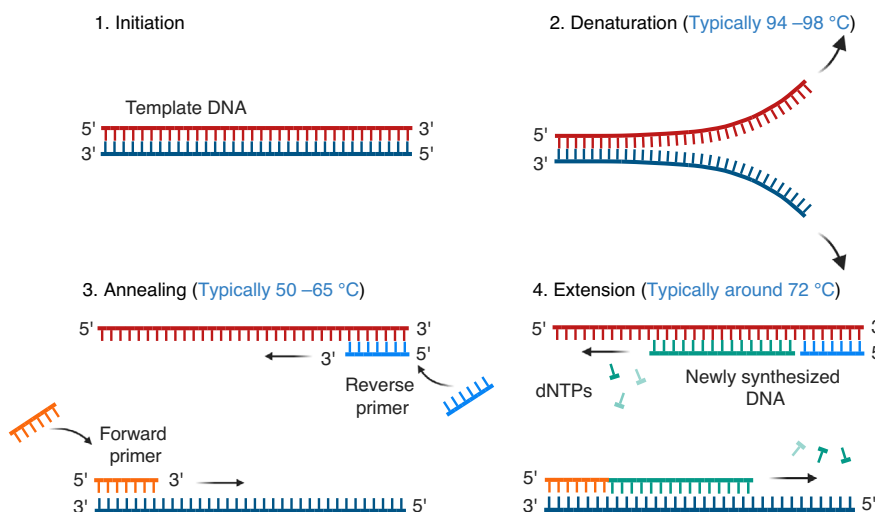 1. Initiation
2. Denaturation (Typically 94 –98 °C)
Template DNA
5' 3'
3' 5'
5'
3'
3. Annealing (Typically 50 –65 °C)
4. Extension (Typically around 72 °C)
5' 3'
3' 5'
Reverse
primer
5' 3'
5'
dNTPs
Newly synthesized
DNA
Forward
primer
5' 3'
3' 5'
5'
3' 5'